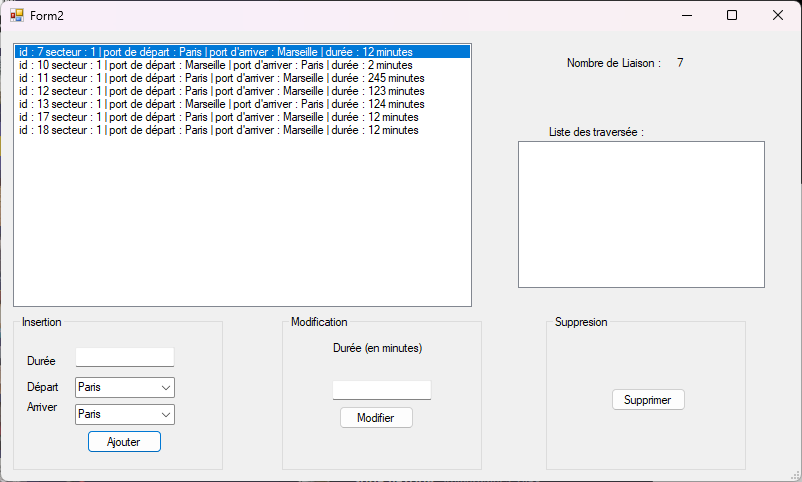 Form2
id : 7 secteur : 1 | port de départ : Paris | port d'arriver : Marseille | durée : 12 minutes
id : 10 secteur : 1 | port de départ : Marseille | port d'arriver : Paris | durée : 2 minutes
id : 11 secteur : 1 | port de départ : Paris | port d'arriver : Marseille | durée : 245 minutes
id : 12 secteur : 1 | port de départ : Paris | port d'arriver : Marseille | durée : 123 minutes
id : 13 secteur : 1 | port de départ : Marseille | port d'arriver : Marseille | durée : 124 minutes
id : 17 secteur : 1 | port de départ : Paris | port d'arriver : Marseille | durée : 12 minutes
id : 18 secteur : 1 | port de départ : Paris | port d'arriver : Marseille | durée : 12 minutes
Nombre de Liaison : 7
Liste des traversée :
Insertion
Durée
Départ Paris
Arriver Paris
Ajouter
Modification
Durée (en minutes)
Modifier
Suppresion
Supprimer